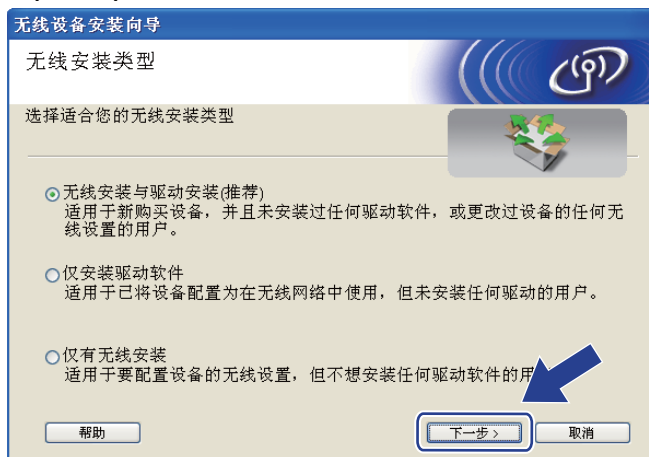 无线设备安装向导
无线安装类型
选择适合您的无线安装类型
无线安装与驱动安装(推荐)
适用于新购买设备，并且未安装过任何驱动软件，或更改过设备的任何无
线设置的用户。
仅安装驱动软件
适用于已将设备配置为在无线网络中使用，但未安装任何驱动的用户。
仅有无线安装
适用于要配置设备的无线设置，但不想安装任何驱动软件的用
帮助
下一步 >
取消